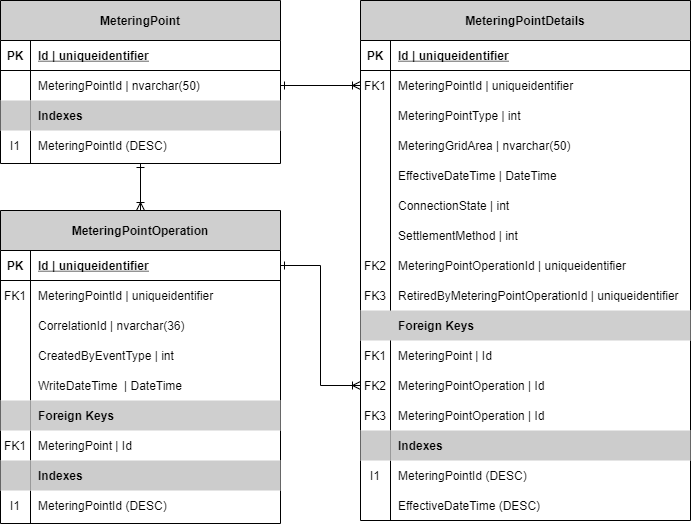 MeteringPoint
PK Id | uniqueidentifier
MeteringPointId | nvarchar(50)
Indexes
I1 MeteringPointId (DESC)
MeteringPointOperation
PK Id | uniqueidentifier
FK1 MeteringPointId | uniqueidentifier
CorrelationId | nvarchar(36)
CreatedByEventType | int
WriteDateTime | DateTime
Foreign Keys
FK1 MeteringPoint | Id
Indexes
I1 MeteringPointId (DESC)
MeteringPointDetails
PK Id | uniqueidentifier
FK1 MeteringPointId | uniqueidentifier
MeteringPointType | int
MeteringGridArea | nvarchar(50)
EffectiveDateTime | DateTime
ConnectionState | int
SettlementMethod | int
FK2 MeteringPointOperationId | uniqueidentifier
FK3 RetiredByMeteringPointOperationId | uniqueidentifier
Foreign Keys
FK1 MeteringPoint | Id
FK2 MeteringPointOperation | Id
FK3 MeteringPointOperation | Id
Indexes
I1 MeteringPointId (DESC)
EffectiveDateTime (DESC)